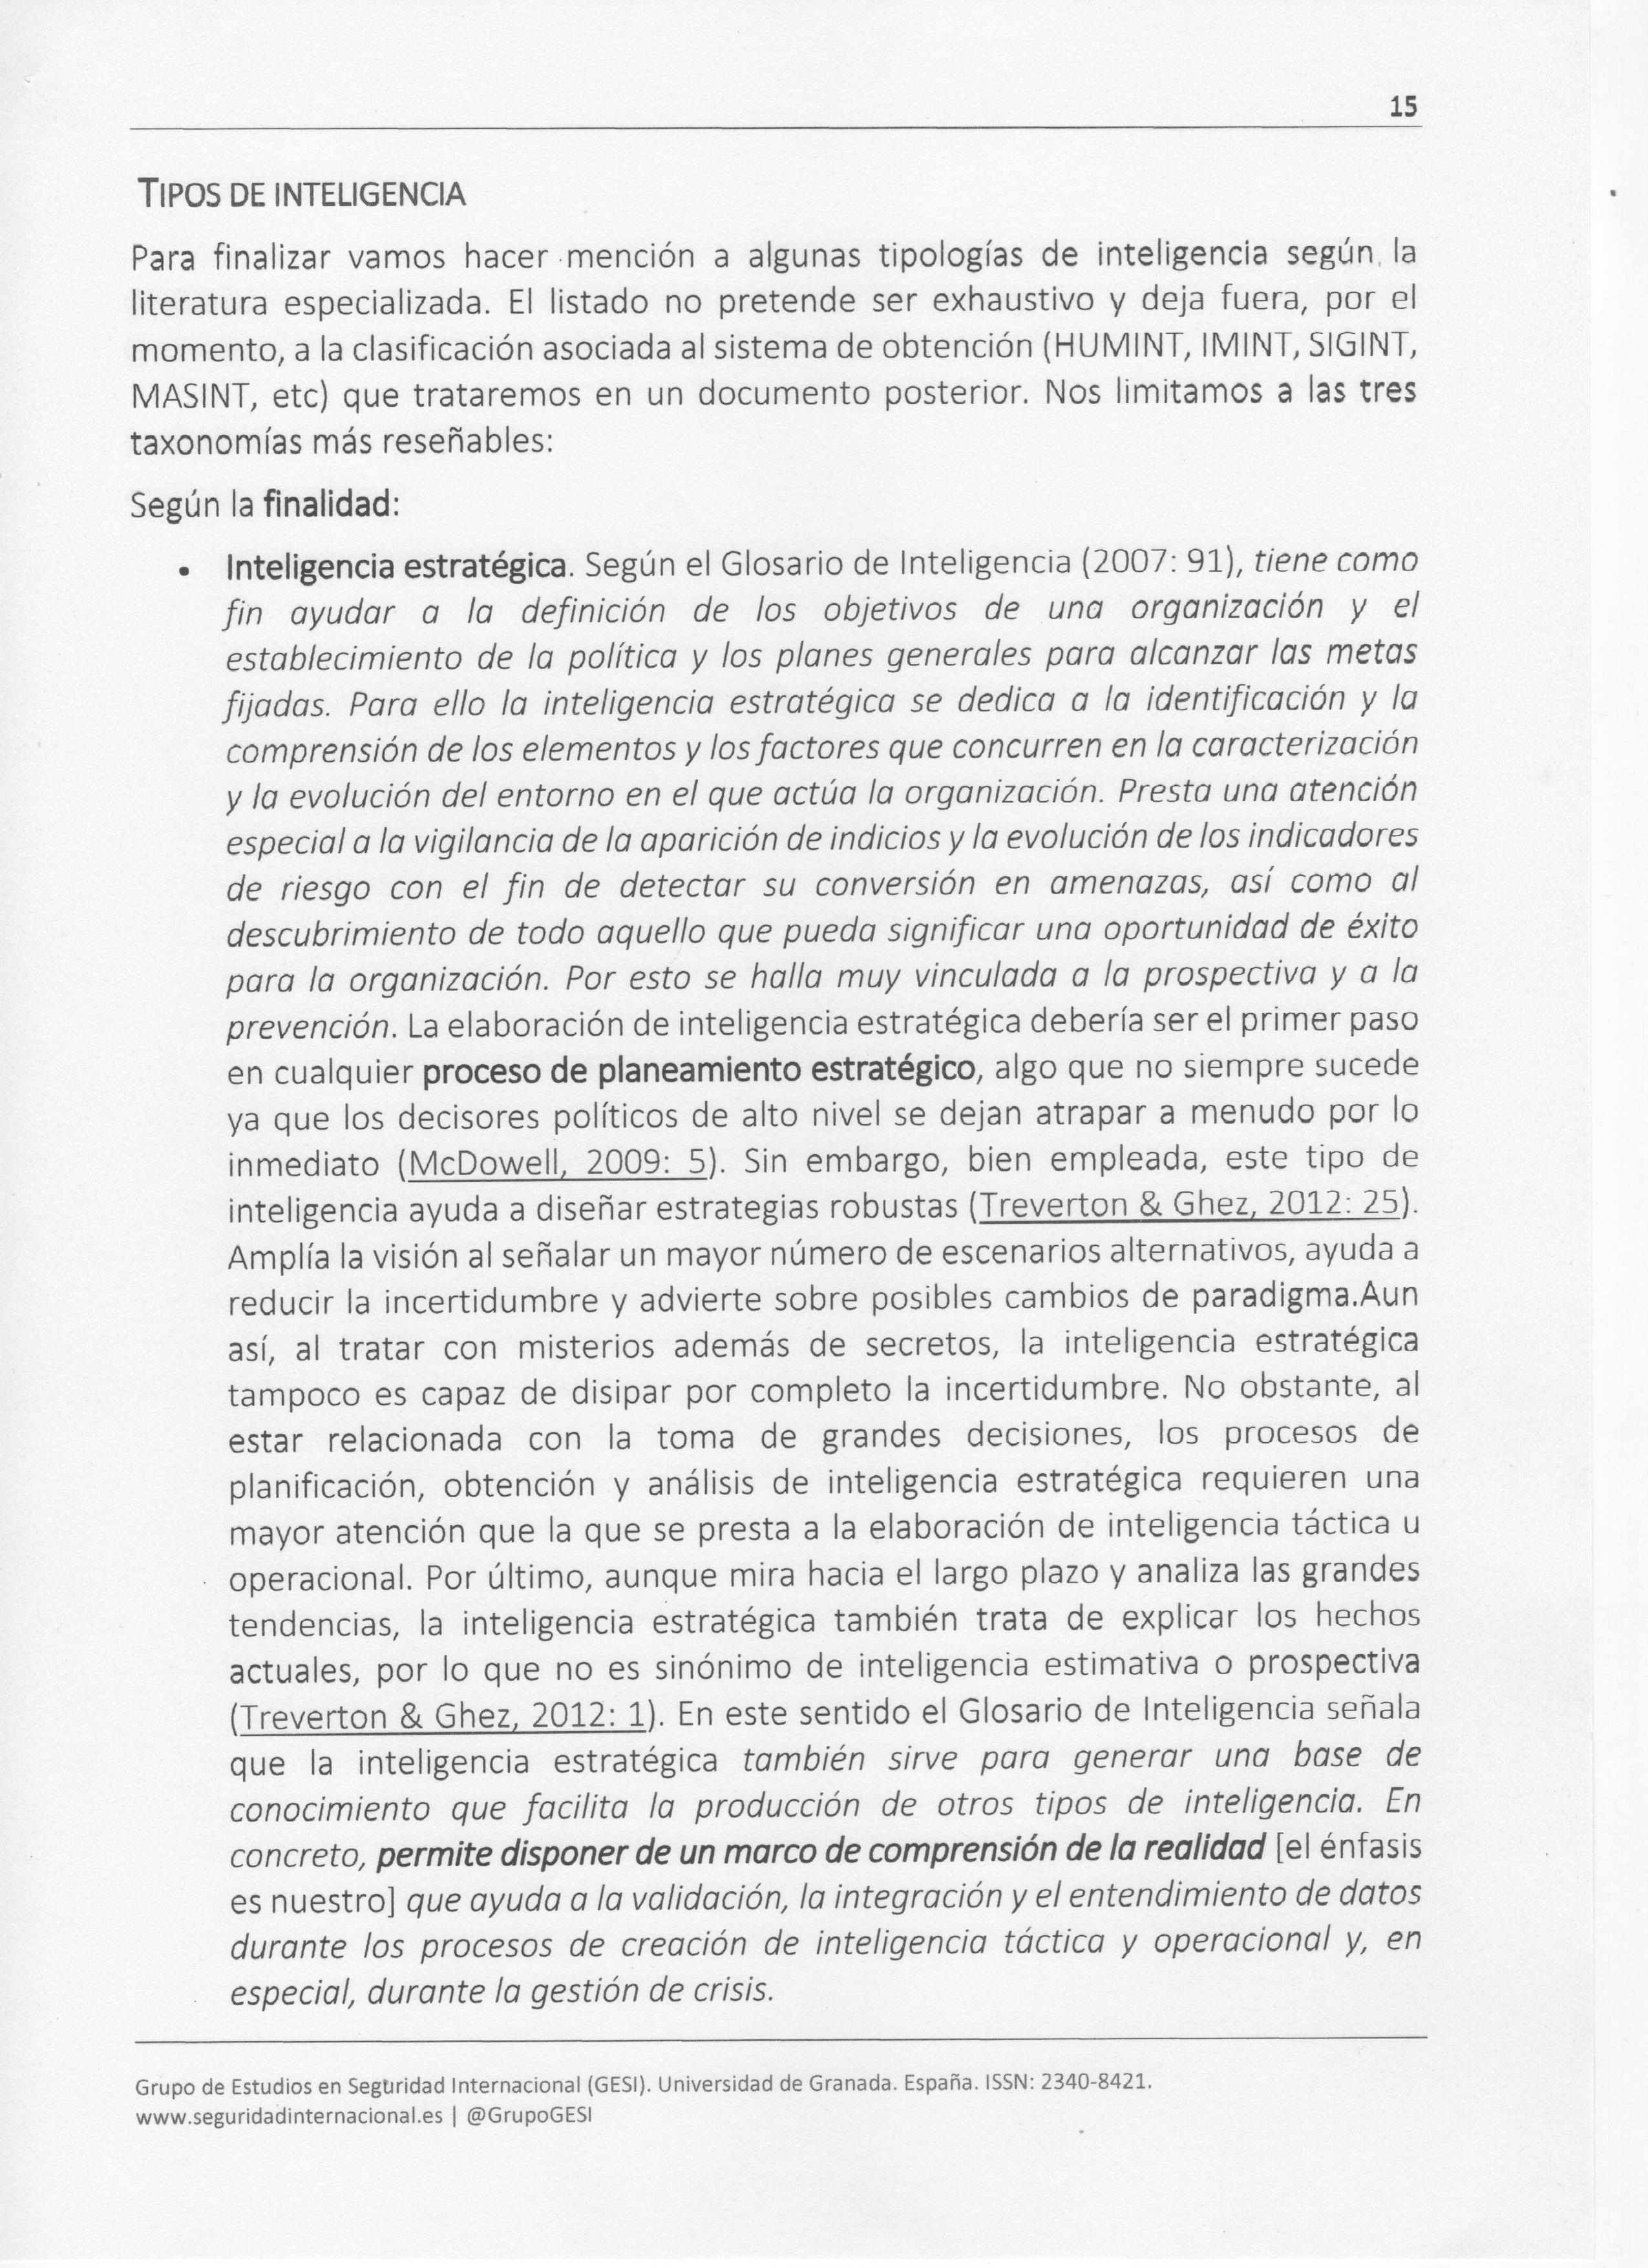 15
TIPOS DE INTELIGENCIA
Para finalizar vamos hacer mención a algunas tipologías de inteligencia según la
literatura especializada. El listado no pretende ser exhaustivo y deja fuera, por el
momento, a la clasificación asociada al sistema de obtención (HUMINT, IMINT, SIGINT,
MASINT, etc) que trataremos en un documento posterior. Nos limitamos a las tres
taxonomías más reseñables:
Según la finalidad:
• Inteligencia estratégica. Según el Glosario de Inteligencia (2007: 91), tiene como
fin ayudar a la definición de los objetivos de una organización y el
establecimiento de la política y los planes generales para alcanzar las metas
fijadas. Para ello la inteligencia estratégica se dedica a la identificación y la
comprensión de los elementos y los factores que concurren en la caracterización
y la evolución del entorno en el que actúa la organización. Presta una atención
especial a la vigilancia de la aparición de indicios y la evolución de los indicadores
de riesgo con el fin de detectar su conversión en amenazas, así como al
descubrimiento de todo aquello que pueda significar una oportunidad de éxito
para la organización. Por esto se halla muy vinculada a la prospectiva y a la
prevención. La elaboración de inteligencia estratégica debería ser el primer paso
en cualquier proceso de planeamiento estratégico, algo que no siempre sucede
ya que los decisores políticos de alto nivel se dejan atrapar a menudo por lo
inmediato (McDowell, 2009: 5). Sin embargo, bien empleada, este tipo de
inteligencia ayuda a diseñar estrategias robustas (Treverton & Ghez, 2012: 25).
Amplía la visión al señalar un mayor número de escenarios alternativos, ayuda a
reducir la incertidumbre y advierte sobre posibles cambios de paradigma.Aun
así, al tratar con misterios además de secretos, la inteligencia estratégica
tampoco es capaz de disipar por completo la incertidumbre. No obstante, al
estar relacionada con la toma de grandes decisiones, los procesos de
planificación, obtención y análisis de inteligencia estratégica requieren una
mayor atención que la que se presta a la elaboración de inteligencia táctica u
operacional. Por último, aunque mira hacia el largo plazo y analiza las grandes
tendencias, la inteligencia estratégica también trata de explicar los hechos
actuales, por lo que no es sinónimo de inteligencia estimativa o prospectiva
(Treverton & Ghez, 2012: 1). En este sentido el Glosario de Inteligencia señala
que la inteligencia estratégica también sirve para generar una base de
conocimiento que facilita la producción de otros tipos de inteligencia. En
concreto, permite disponer de un marco de comprensión de la realidad [el énfasis
es nuestro] que ayuda a la validación, la integración y el entendimiento de datos
durante los procesos de creación de inteligencia táctica y operacional y, en
especial, durante la gestión de crisis.
Grupo de Estudios en Seguridad Internacional (GESI). Universidad de Granada. España. ISSN: 2340-8421.
www.seguridadinternacional.es | @GrupoGESI